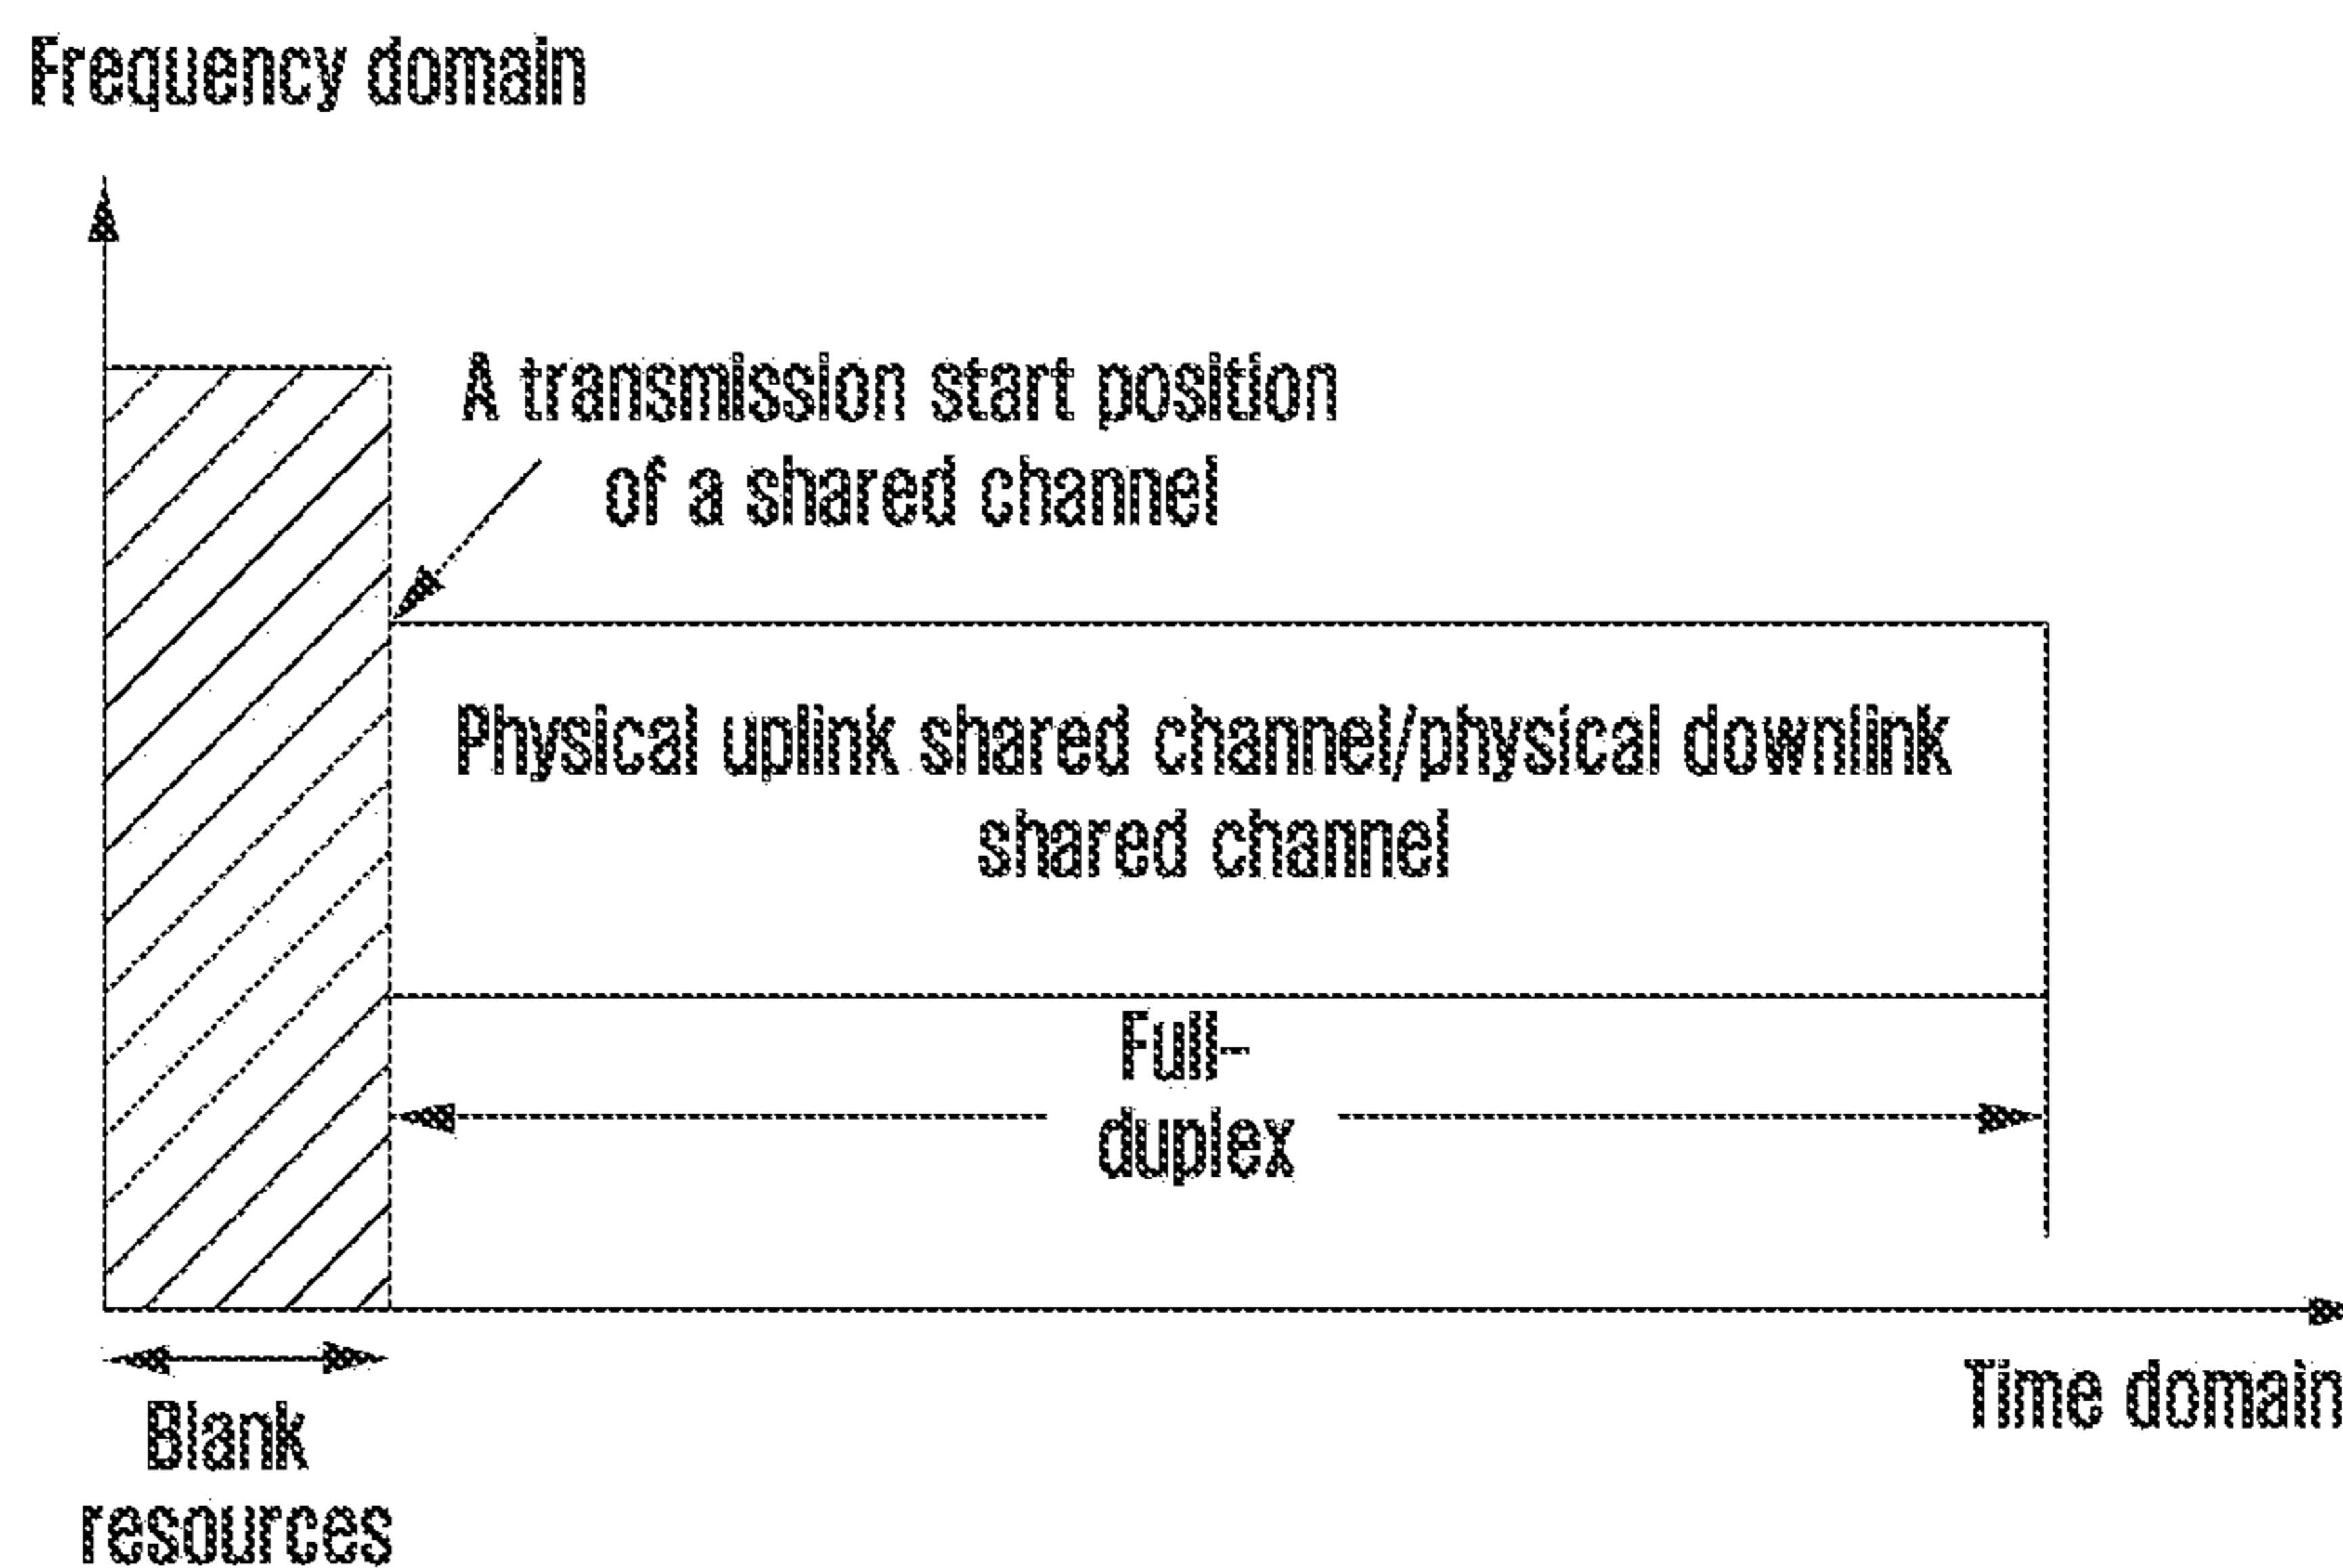 Frequency domain
A transmission start position
of a shared channel
Physical uplink shared channel/physical downlink
shared channel
Full-
duplex
Time domain
Blank
resources